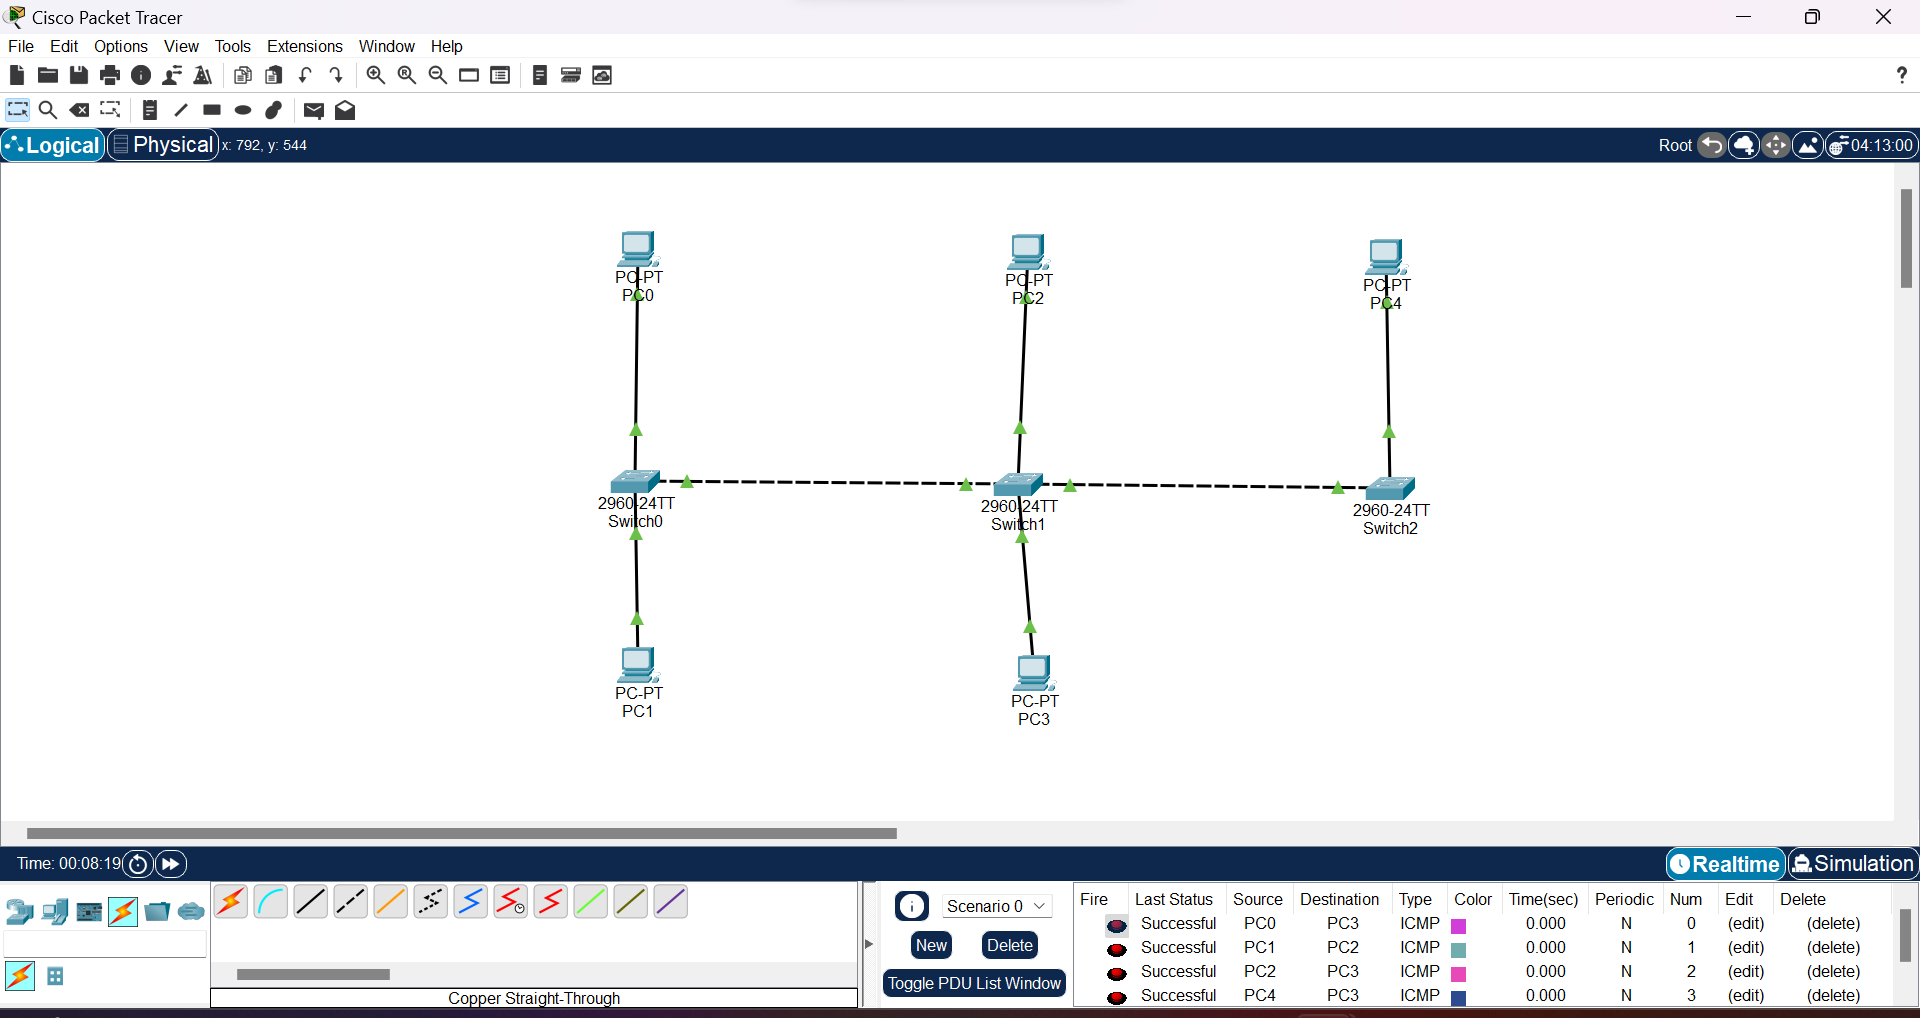 Cisco Packet Tracer
File Edit Options View Tools Extensions Window Help
?
Logical Physical x: 792, y: 544 Root 04:13:00
PC-PT
PC0
PC-PT
PC2
PC-PT
PC4
2960-24TT
Switch0
2960-24TT
Switch1
2960-24TT
Switch2
PC-PT
PC1
PC-PT
PC3
Time: 00:08:19 Realtime Simulation
Scenario 0
New Delete
Toggle PDU List Window
Copper Straight-Through
Fire Last Status Source Destination Type Color Time(sec) Periodic Num Edit Delete
Successful PC0 PC3 ICMP 0.000 N 0 (edit) (delete)
Successful PC1 PC2 ICMP 0.000 N 1 (edit) (delete)
Successful PC2 PC3 ICMP 0.000 N 2 (edit) (delete)
Successful PC4 PC3 ICMP 0.000 N 3 (edit) (delete)